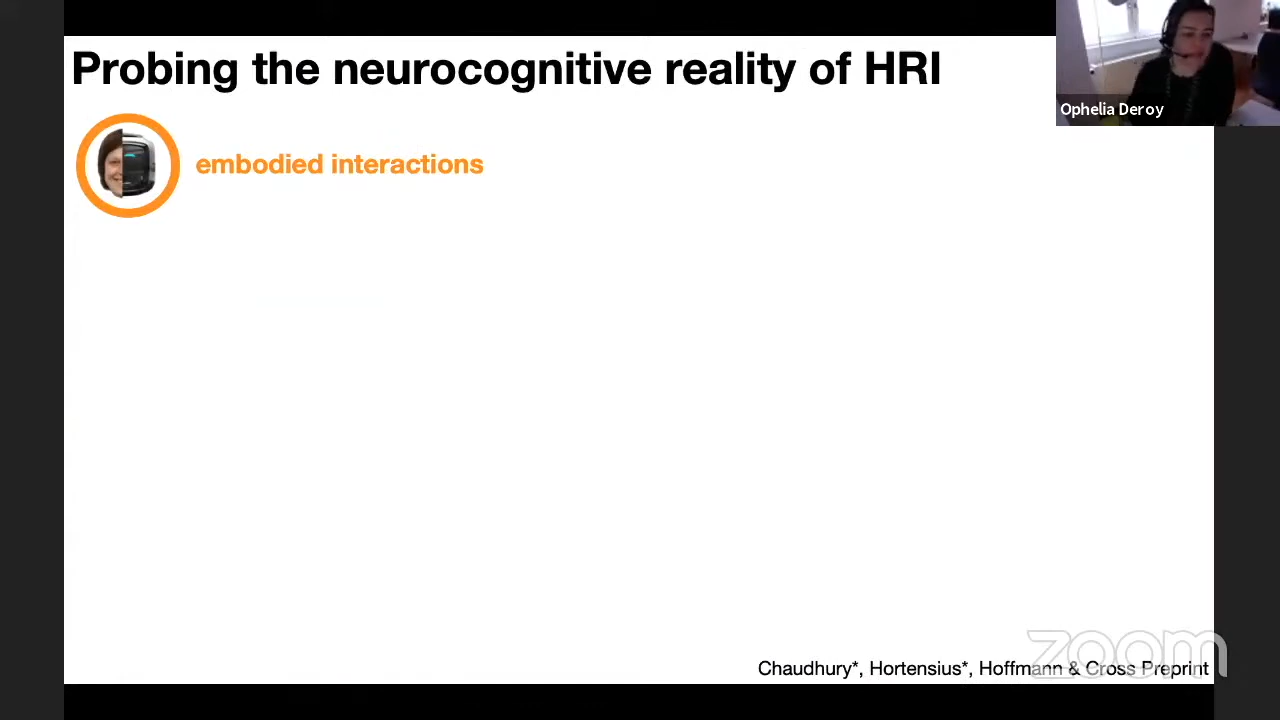 Probing the neurocognitive reality of HRI
Ophelia Deroy
embodied interactions
Chaudhury*, Hortensius*, Hoffmann & Cross Preprint
zoom